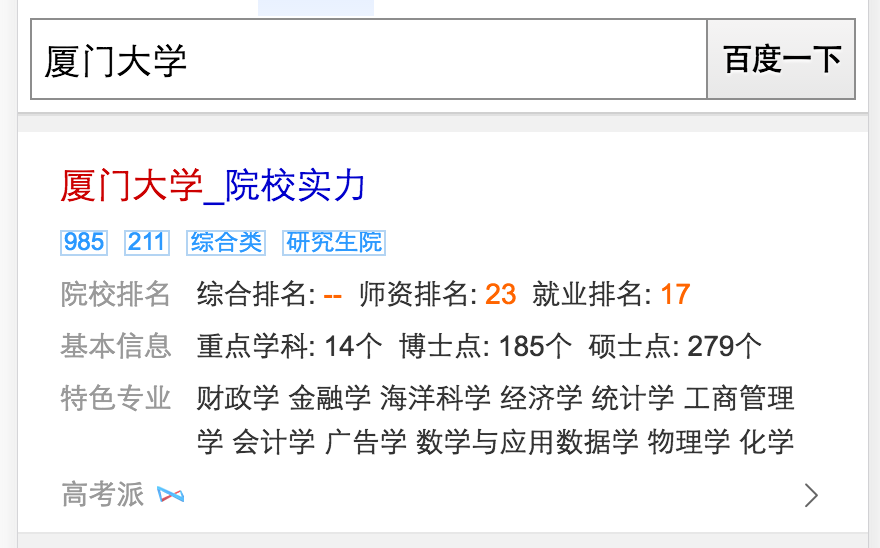 厦门大学 百度一下
厦门大学_院校实力
985 211 综合类 研究生院
院校排名 综合排名: -- 师资排名: 23 就业排名: 17
基本信息 重点学科: 14个 博士点: 185个 硕士点: 279个
特色专业 财政学 金融学 海洋科学 经济学 统计学 工商管理
学 会计学 广告学 数学与应用数据学 物理学 化学
高考派